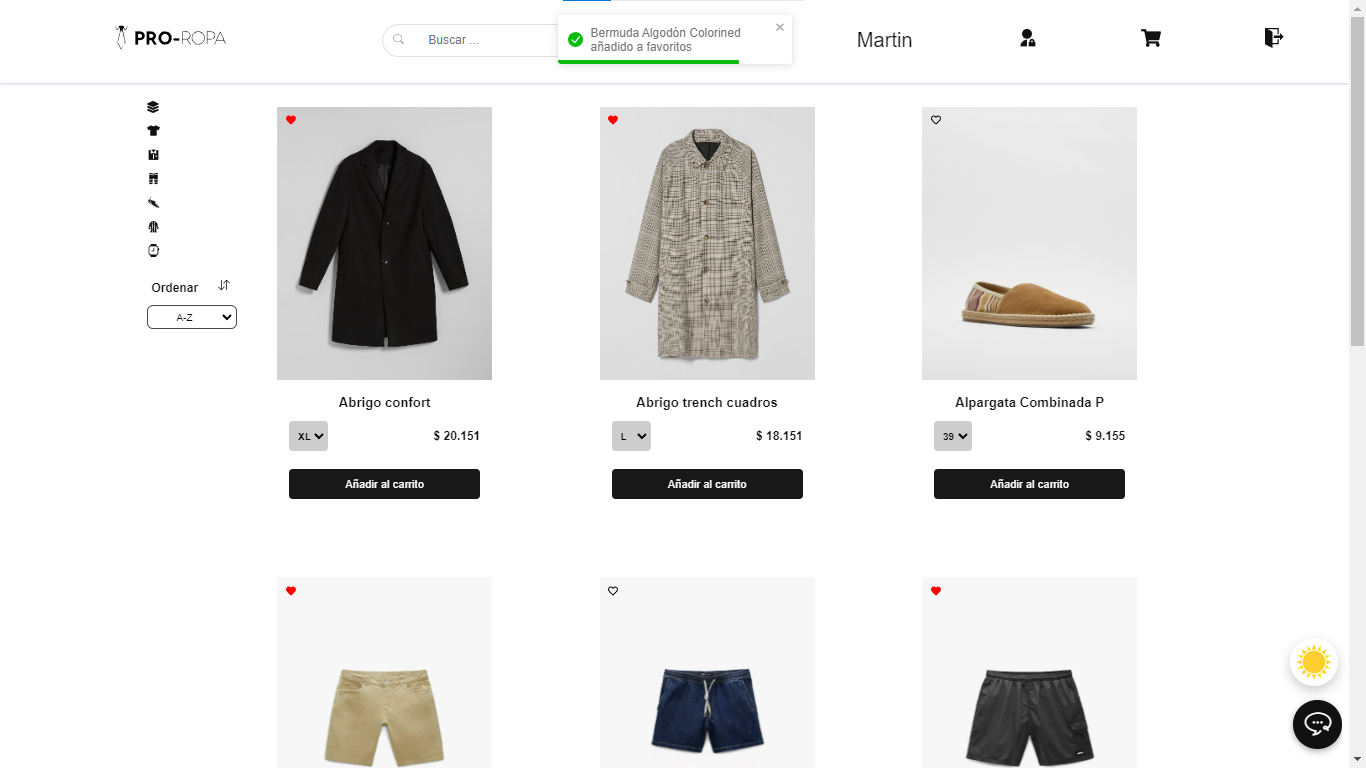 PRO-ROPA
Buscar ...
Bermuda Algodón Colorined
añadido a favoritos
Martin
Ordenar
A-Z
Abrigo confort
XL
$ 20.151
Añadir al carrito
Abrigo trench cuadros
L
$ 18.151
Añadir al carrito
Alpargata Combinada P
39
$ 9.155
Añadir al carrito